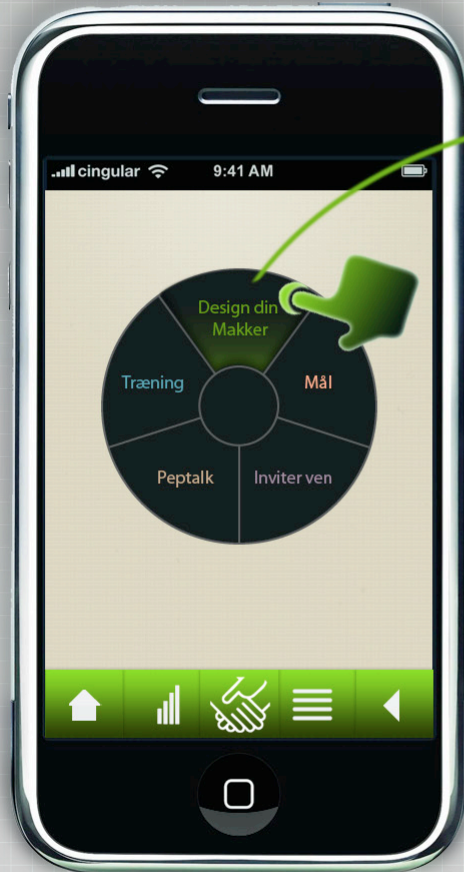 cingular 9:41 AM
Design din
Makker
Træning
Mål
Peptalk
Inviter ven